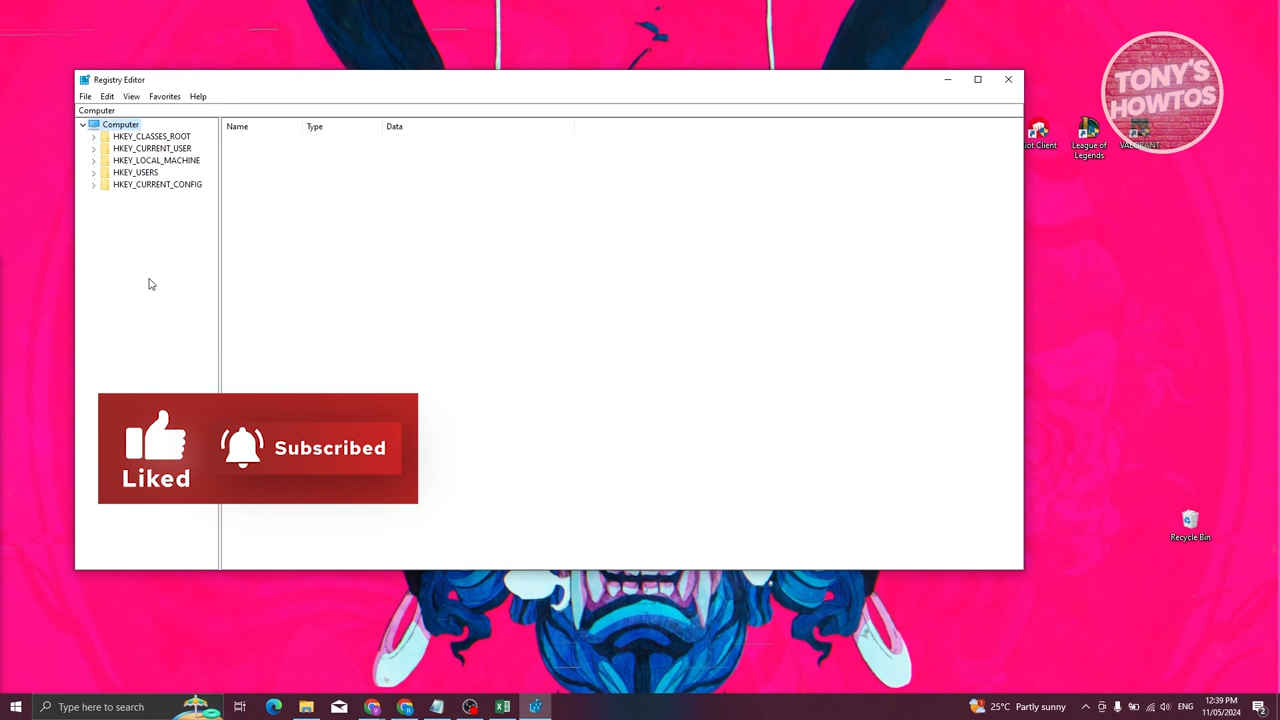 Registry Editor
File Edit View Favorites Help
Computer
Computer
HKEY_CLASSES_ROOT
HKEY_CURRENT_USER
HKEY_LOCAL_MACHINE
HKEY_USERS
HKEY_CURRENT_CONFIG
Name Type Data
TONY'S
HOWTOS
iot Client
League of
Legends
VALORANT
Liked
Subscribed
Recycle Bin
Type here to search
25°C Partly sunny
ENG
12:39 PM
11/05/2024
2